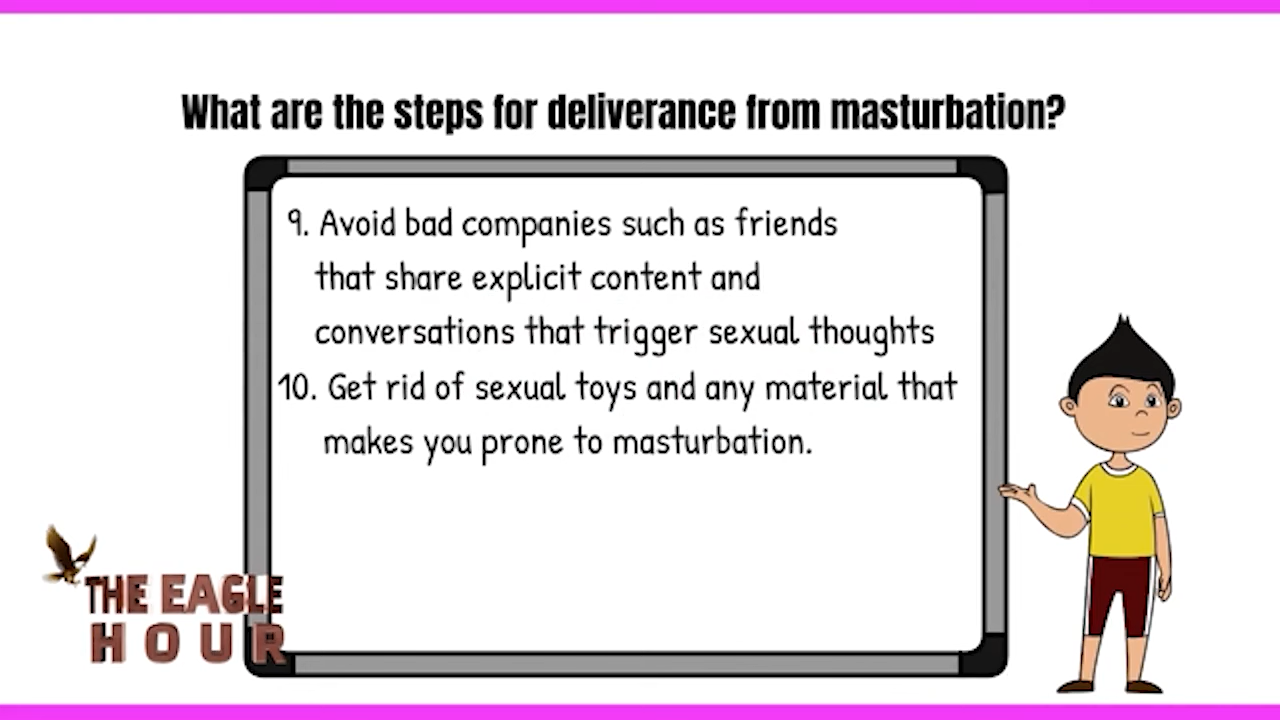 What are the steps for deliverance from masturbation?
9. Avoid bad companies such as friends
that share explicit content and
conversations that trigger sexual thoughts
10. Get rid of sexual toys and any material that
makes you prone to masturbation.
THE EAGLE
HOUR